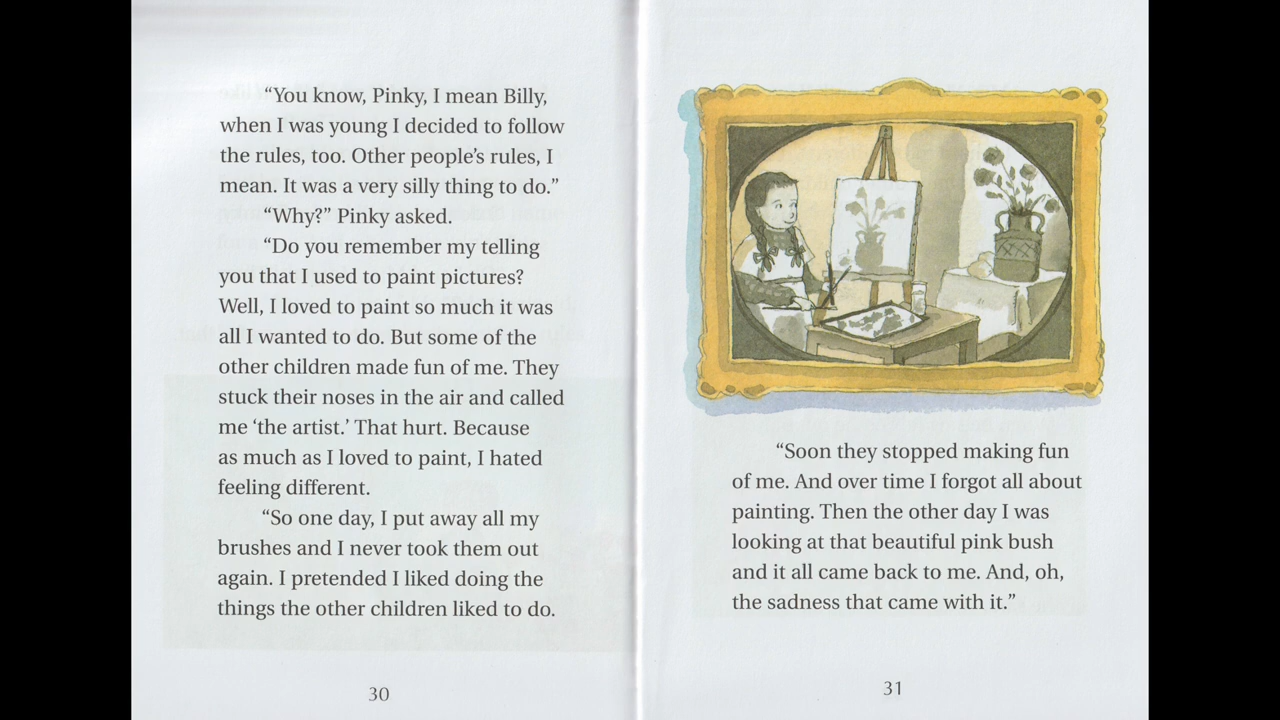 “You know, Pinky, I mean Billy,
when I was young I decided to follow
the rules, too. Other people’s rules, I
mean. It was a very silly thing to do.”
“Why?” Pinky asked.
“Do you remember my telling
you that I used to paint pictures?
Well, I loved to paint so much it was
all I wanted to do. But some of the
other children made fun of me. They
stuck their noses in the air and called
me ‘the artist.’ That hurt. Because
as much as I loved to paint, I hated
feeling different.
“So one day, I put away all my
brushes and I never took them out
again. I pretended I liked doing the
things the other children liked to do.
30
“Soon they stopped making fun
of me. And over time I forgot all about
painting. Then the other day I was
looking at that beautiful pink bush
and it all came back to me. And, oh,
the sadness that came with it.”
31